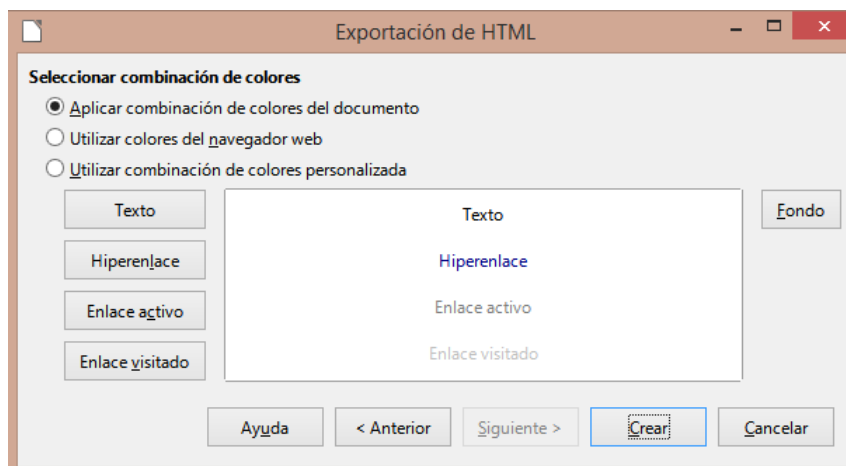 Exportación de HTML
Seleccionar combinación de colores
Aplicar combinación de colores del documento
Utilizar colores del navegador web
Utilizar combinación de colores personalizada
Texto
Texto
Fondo
Hiperenlace
Hiperenlace
Enlace activo
Enlace activo
Enlace visitado
Enlace visitado
Ayuda
< Anterior
Siguiente >
Crear
Cancelar